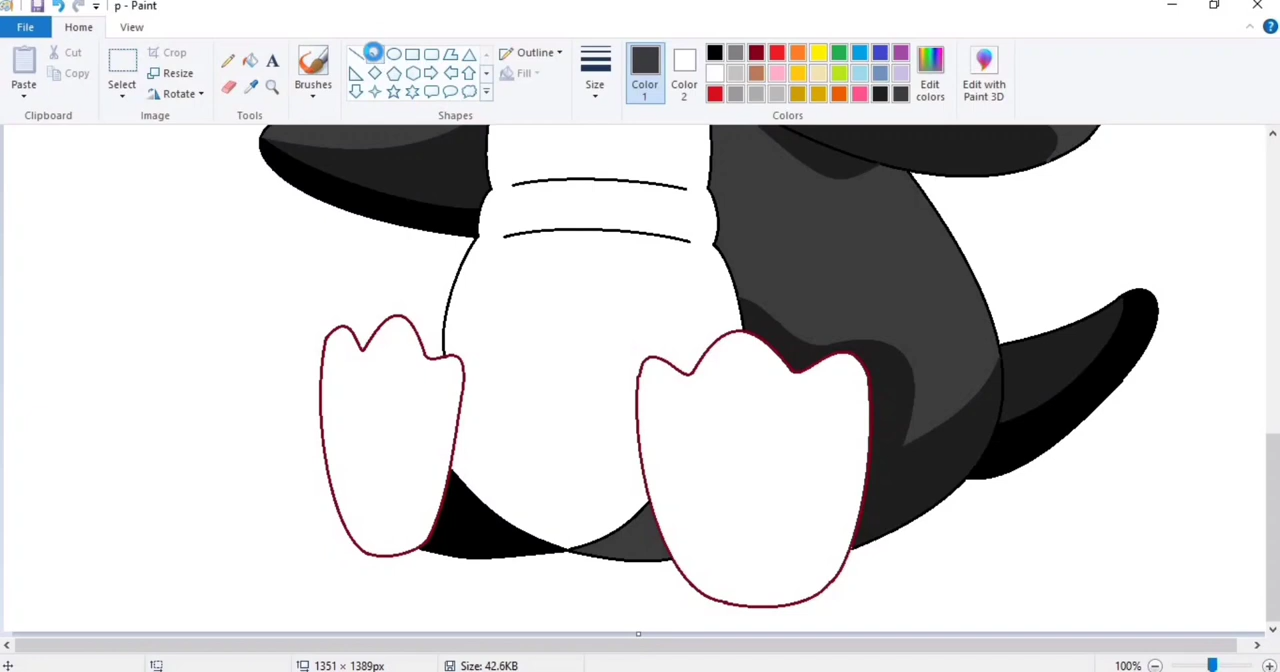 p - Paint
File
Home
View
Paste
Cut
Copy
Clipboard
Select
Crop
Resize
Rotate
Image
A
Tools
Brushes
Outline
Fill
Shapes
Size
Color 1
Color 2
Edit colors
Colors
Edit with Paint 3D
1351 × 1389px
Size: 42.6KB
100%